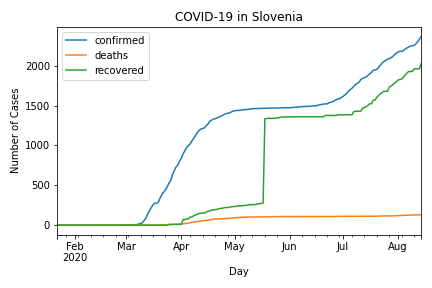 COVID-19 in Slovenia
confirmed
deaths
recovered
Number of Cases
2000
1500
1000
500
0
Feb
2020
Mar
Apr
May
Jun
Jul
Aug
Day